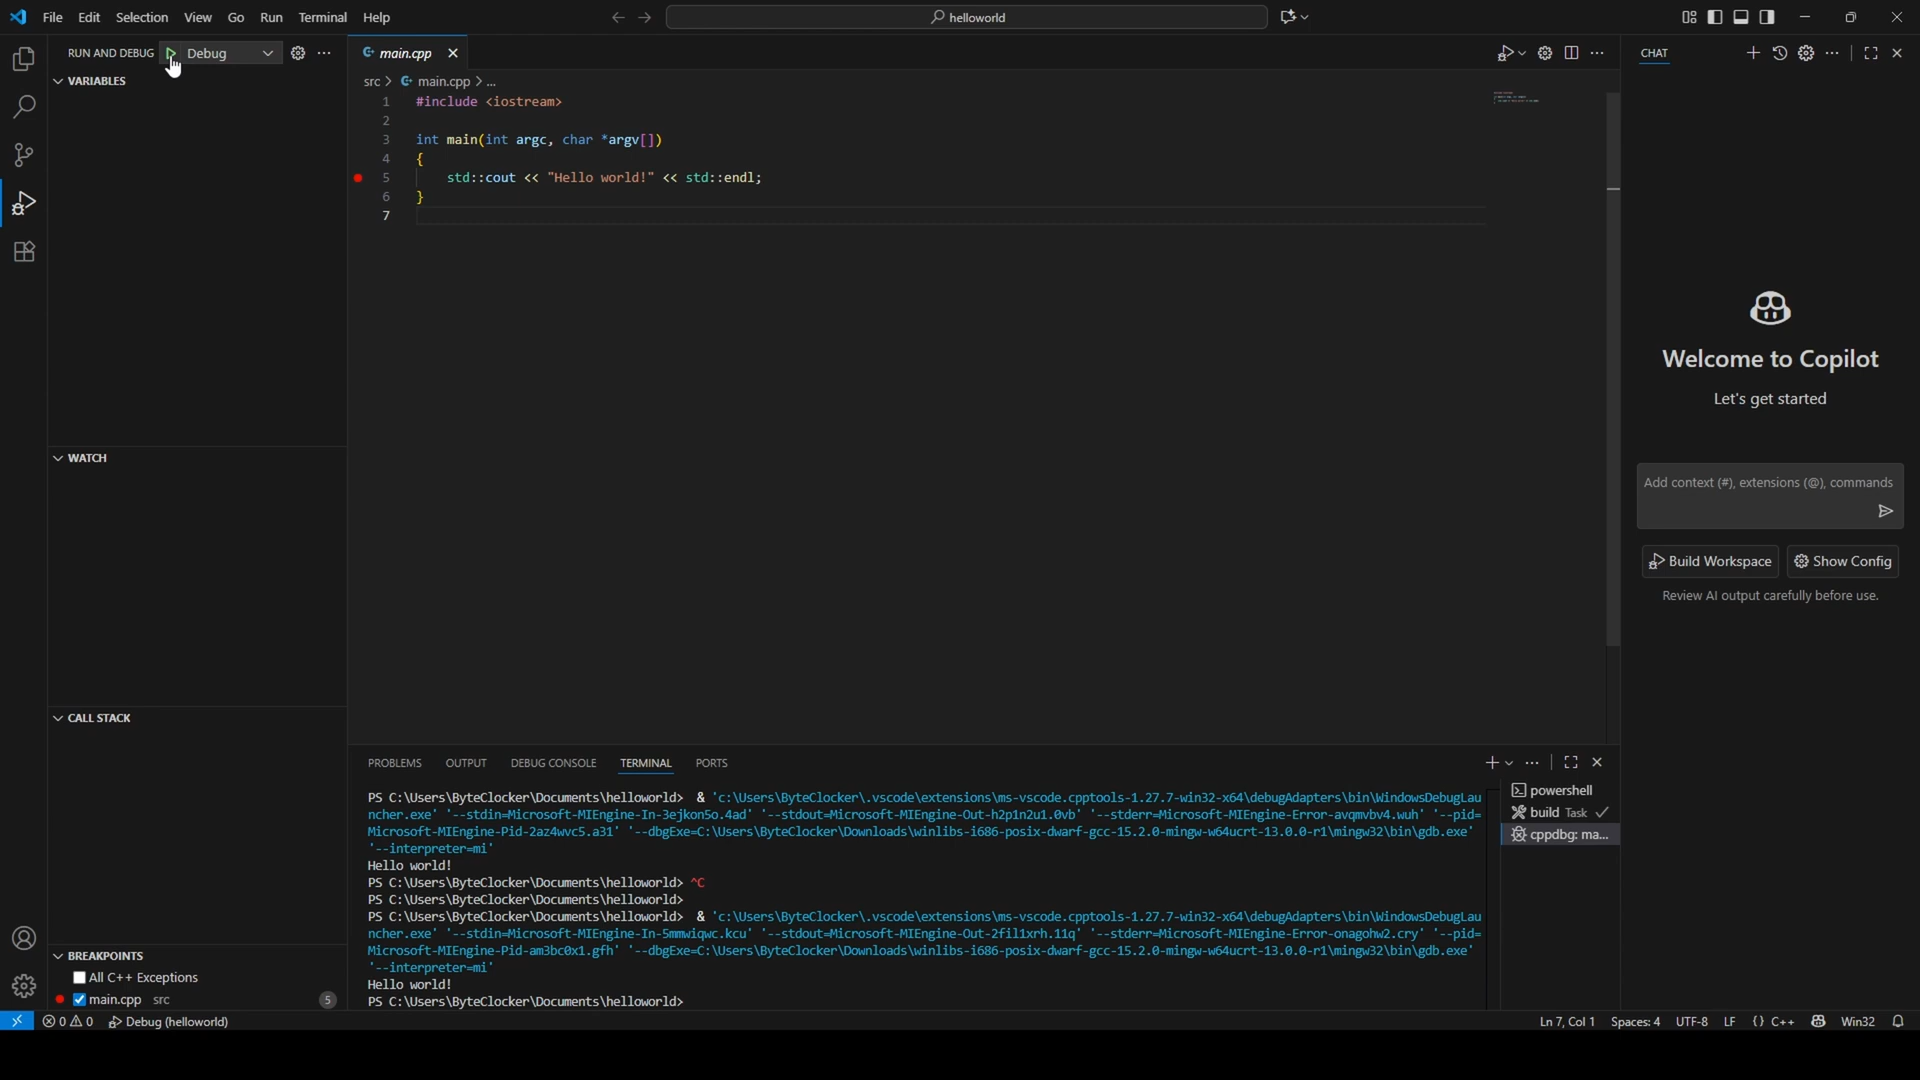 File Edit Selection View Go Run Terminal Help
helloworld
RUN AND DEBUG Debug
VARIABLES
WATCH
CALL STACK
BREAKPOINTS
All C++ Exceptions
main.cpp src 5
main.cpp
src > main.cpp > ...
1 #include <iostream>
2
3 int main(int argc, char *argv[])
4 {
5 std::cout << "Hello world!" << std::endl;
6 }
7
PROBLEMS OUTPUT DEBUG CONSOLE TERMINAL PORTS
PS C:\Users\ByteClocker\Documents\helloworld> & 'c:\Users\ByteClocker\.vscode\extensions\ms-vscode.cpptools-1.27.7-win32-x64\debugAdapters\bin\WindowsDebugLau
ncher.exe' '--stdin=Microsoft-MIEngine-In-3ejkon5o.4ad' '--stdout=Microsoft-MIEngine-Out-h2p1n2u1.0vb' '--stderr=Microsoft-MIEngine-Error-avqmvbv4.wuh' '--pid=
Microsoft-MIEngine-Pid-2az4wvc5.a31' '--dbgExe=C:\Users\ByteClocker\Downloads\winlibs-i686-posix-dwarf-gcc-15.2.0-mingw-w64ucrt-13.0.0-r1\mingw32\bin\gdb.exe'
'--interpreter=mi'
Hello world!
PS C:\Users\ByteClocker\Documents\helloworld> ^C
PS C:\Users\ByteClocker\Documents\helloworld>
PS C:\Users\ByteClocker\Documents\helloworld> & 'c:\Users\ByteClocker\.vscode\extensions\ms-vscode.cpptools-1.27.7-win32-x64\debugAdapters\bin\WindowsDebugLau
ncher.exe' '--stdin=Microsoft-MIEngine-In-5mmwiqwc.kcu' '--stdout=Microsoft-MIEngine-Out-2fil1xrh.11q' '--stderr=Microsoft-MIEngine-Error-onagohw2.cry' '--pid=
Microsoft-MIEngine-Pid-am3bc0x1.gfh' '--dbgExe=C:\Users\ByteClocker\Downloads\winlibs-i686-posix-dwarf-gcc-15.2.0-mingw-w64ucrt-13.0.0-r1\mingw32\bin\gdb.exe'
'--interpreter=mi'
Hello world!
PS C:\Users\ByteClocker\Documents\helloworld>
powershell
build Task
cppdbg: ma...
CHAT
Welcome to Copilot
Let's get started
Add context (#), extensions (@), commands
Build Workspace Show Config
Review AI output carefully before use.
0 0 Debug (helloworld)
Ln 7, Col 1 Spaces: 4 UTF-8 LF {} C++ Win32